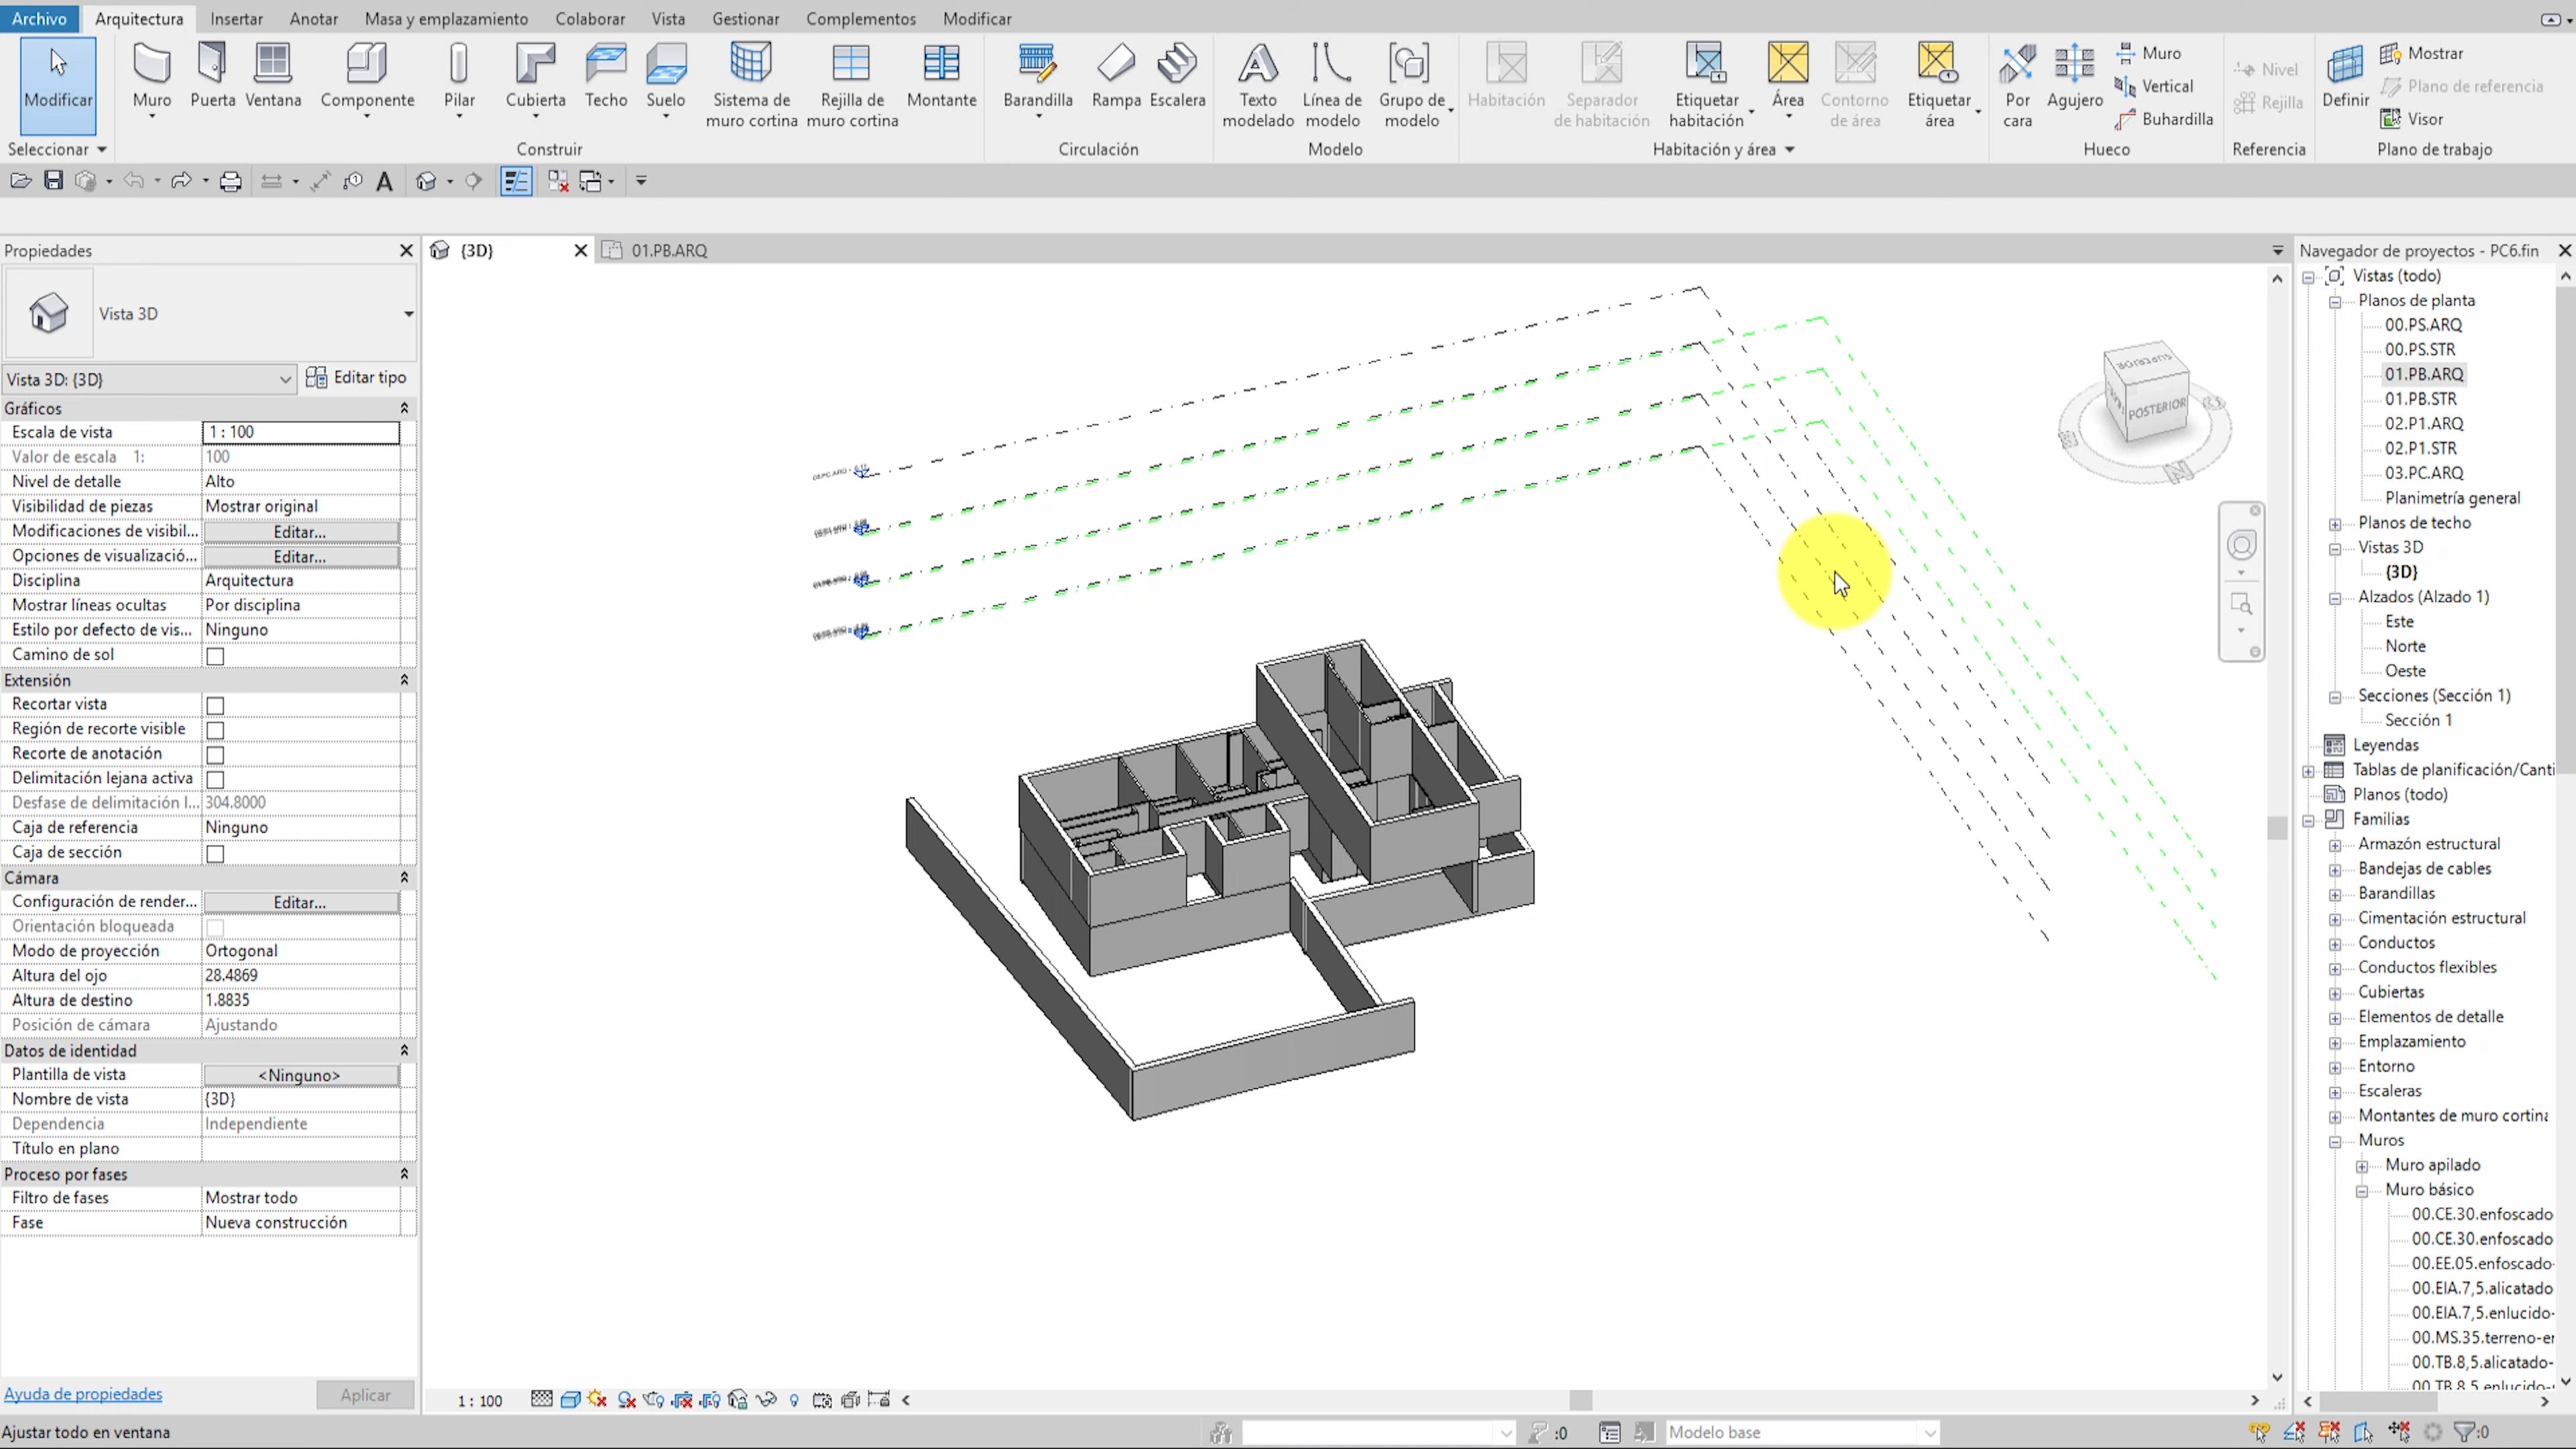 Archivo Arquitectura Insertar Anotar Masa y emplazamiento Colaborar Vista Gestionar Complementos Modificar
Modificar
Muro
Puerta
Ventana
Componente
Pilar
Cubierta
Techo
Suelo
Sistema de muro cortina
Rejilla de muro cortina
Montante
Barandilla
Rampa
Escalera
Texto modelado
Línea de modelo
Grupo de modelo
Habitación
Separador de habitación
Etiquetar habitación
Área
Contorno de área
Etiquetar área
Por cara
Agujero
Muro
Vertical
Buhardilla
Nivel
Rejilla
Definir
Mostrar
Plano de referencia
Visor
Seleccionar
Construir
Circulación
Modelo
Habitación y área
Hueco
Referencia
Plano de trabajo
Propiedades
Vista 3D
Vista 3D: {3D}
Editar tipo
Gráficos
Escala de vista 1 : 100
Valor de escala 1: 100
Nivel de detalle Alto
Visibilidad de piezas Mostrar original
Modificaciones de visibil... Editar...
Opciones de visualizació... Editar...
Disciplina Arquitectura
Mostrar líneas ocultas Por disciplina
Estilo por defecto de vis... Ninguno
Camino de sol
Extensión
Recortar vista
Región de recorte visible
Recorte de anotación
Delimitación lejana activa
Desfase de delimitación l... 304.8000
Caja de referencia Ninguno
Caja de sección
Cámara
Configuración de render... Editar...
Orientación bloqueada
Modo de proyección Ortogonal
Altura del ojo 28.4869
Altura de destino 1.8835
Posición de cámara Ajustando
Datos de identidad
Plantilla de vista <Ninguno>
Nombre de vista {3D}
Dependencia Independiente
Título en plano
Proceso por fases
Filtro de fases Mostrar todo
Fase Nueva construcción
Ayuda de propiedades
Aplicar
{3D}
01.PB.ARQ
SUPERIOR
POSTERIOR
N
1 : 100
Navegador de proyectos - PC6.fin
Vistas (todo)
Planos de planta
00.PS.ARQ
00.PS.STR
01.PB.ARQ
01.PB.STR
02.P1.ARQ
02.P1.STR
03.PC.ARQ
Planimetría general
Planos de techo
Vistas 3D
{3D}
Alzados (Alzado 1)
Este
Norte
Oeste
Secciones (Sección 1)
Sección 1
Leyendas
Tablas de planificación/Canti
Planos (todo)
Familias
Armazón estructural
Bandejas de cables
Barandillas
Cimentación estructural
Conductos
Conductos flexibles
Cubiertas
Elementos de detalle
Emplazamiento
Entorno
Escaleras
Montantes de muro cortina
Muros
Muro apilado
Muro básico
00.CE.30.enfoscado
00.CE.30.enfoscado
00.EE.05.enfoscado-
00.EIA.7,5.alicatado
00.EIA.7,5.enlucido-
00.MS.35.terreno-er
00.TB.8,5.alicatado-
00.TB.8,5.enlucido-
Ajustar todo en ventana
:0
Modelo base
:0